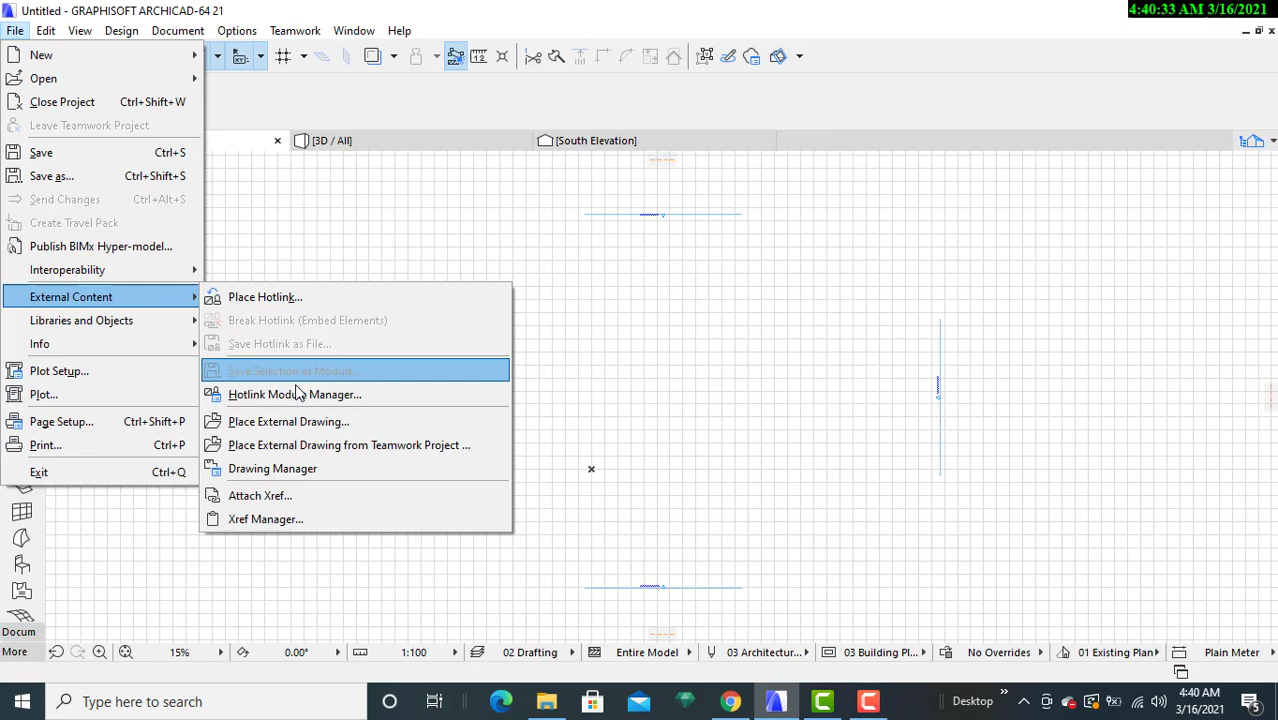 Untitled - GRAPHISOFT ARCHICAD-64 21
4:40:33 AM 3/16/2021
File Edit View Design Document Options Teamwork Window Help
New
Open
Close Project Ctrl+Shift+W
Leave Teamwork Project
Save Ctrl+S
Save as... Ctrl+Shift+S
Send Changes Ctrl+Alt+S
Create Travel Pack
Publish BIMx Hyper-model...
Interoperability
External Content
Libraries and Objects
Info
Plot Setup...
Plot...
Page Setup... Ctrl+Shift+P
Print... Ctrl+P
Exit Ctrl+Q
Place Hotlink...
Break Hotlink (Embed Elements)
Save Hotlink as File...
Save Selection as Module...
Hotlink Module Manager...
Place External Drawing...
Place External Drawing from Teamwork Project ...
Drawing Manager
Attach Xref...
Xref Manager...
[3D / All]
[South Elevation]
Docum
More
15%
0.00°
1:100
02 Drafting
Entire Model
03 Architectur...
03 Building Pl...
No Overrides
01 Existing Plan
Plain Meter
Type here to search
Desktop
4:40 AM
3/16/2021
5